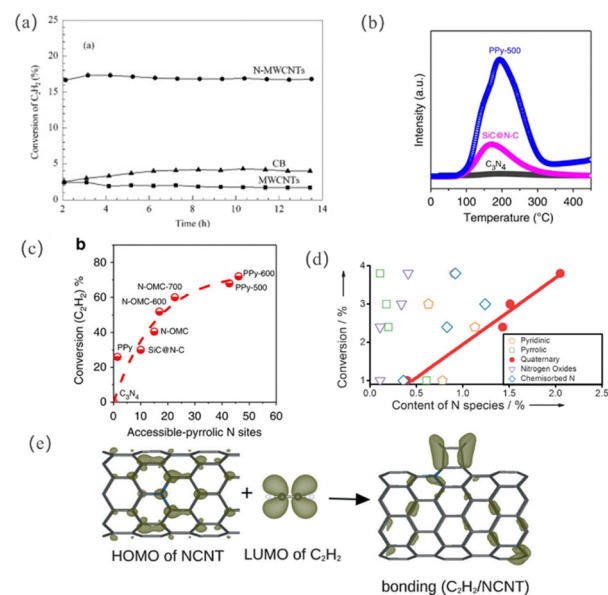 (a)
(a)
N-MWCNTs
CB
MWCNTs
Conversion of C₂H₂ (%)
25
20
15
10
5
0
2 4 6 8 10 12 14
Time (h)
(b)
PPy-500
SiC@N-C
C₃N₄
Intensity (a.u.)
0 100 200 300 400
Temperature (°C)
(c)
b
PPy-600
N-OMC-700
PPy-500
N-OMC-600
N-OMC
PPy
SiC@N-C
C₃N₄
Conversion (C₂H₂) %
100
80
60
40
20
0
0 10 20 30 40 50 60
Accessible-pyrrolic N sites
(d)
Conversion / %
4
3
2
1
Pyridinic
Pyrrolic
Quaternary
Nitrogen Oxides
Chemisorbed N
0.0 0.5 1.0 1.5 2.0 2.5
Content of N species / %
(e)
+
HOMO of NCNT
LUMO of C₂H₂
bonding (C₂H₂/NCNT)